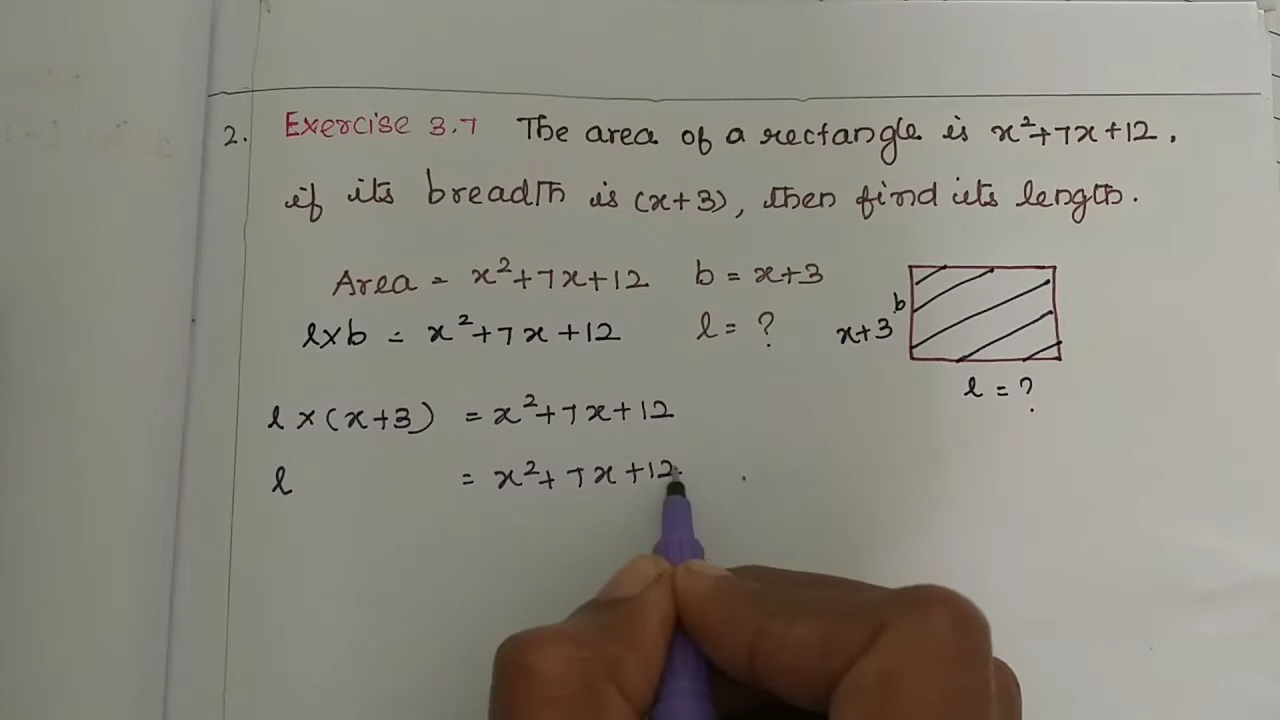 2. Exercise 3.7 The area of a rectangle is x²+7x+12.
if its breadth is (x+3), then find its length.
Area = x²+7x+12 b = x+3
l×b = x²+7x+12 l = ?
b
x+3
l = ?
l×(x+3) = x²+7x+12
l = x²+7x+12